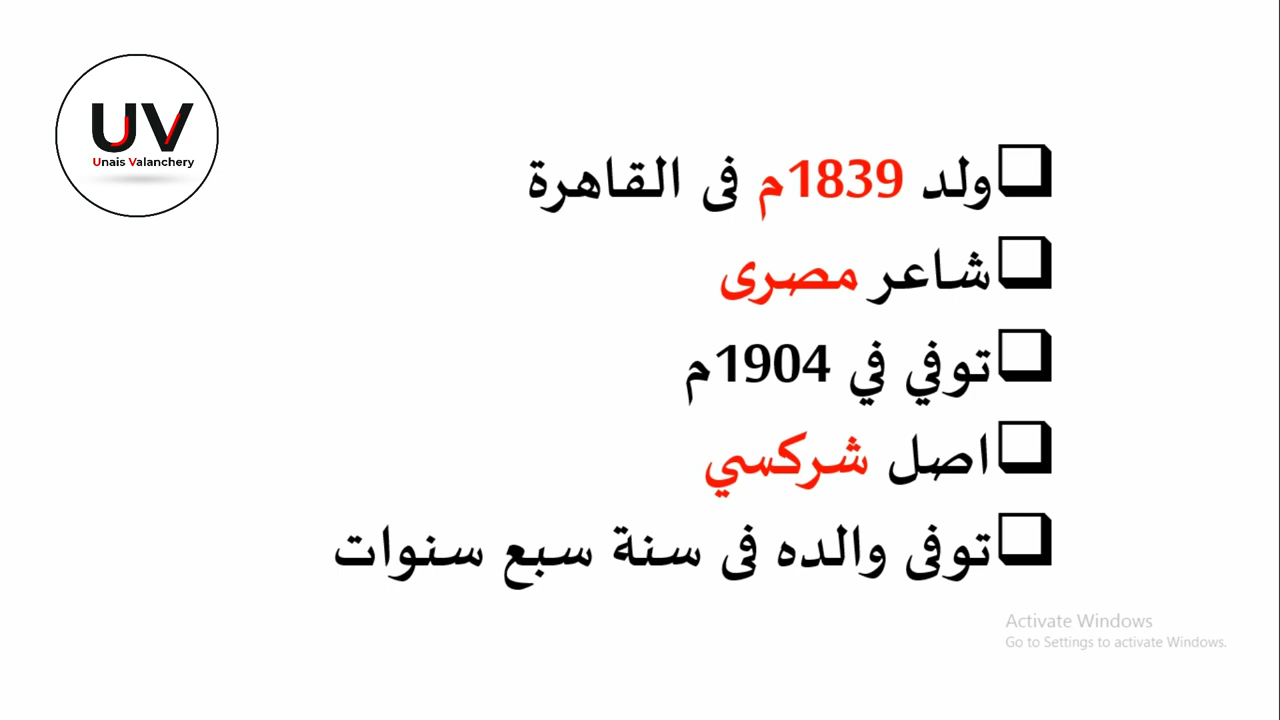 UV
Unais Valanchery
ولد 1839م فى القاهرة
شاعر مصرى
توفي في 1904م
اصل شركسي
توفى والده فى سنة سبع سنوات
Activate Windows
Go to Settings to activate Windows.